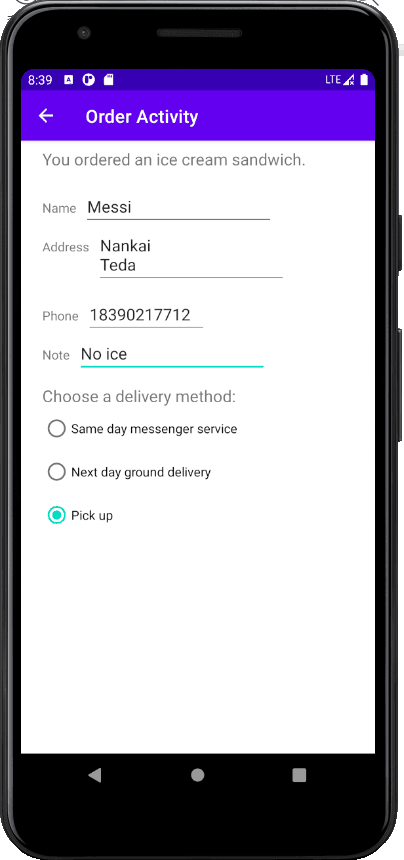 8:39 LTE
Order Activity
You ordered an ice cream sandwich.
Name Messi
Address Nankai
Teda
Phone 18390217712
Note No ice
Choose a delivery method:
Same day messenger service
Next day ground delivery
Pick up